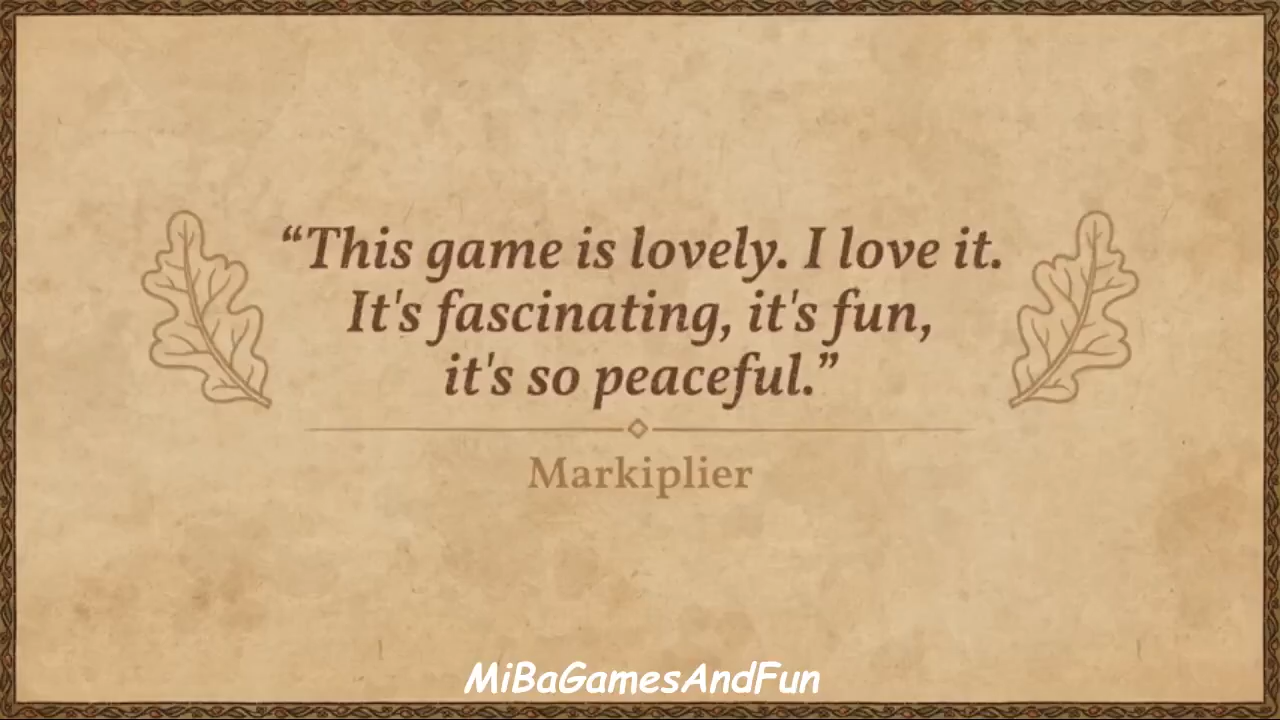 “This game is lovely. I love it.
It's fascinating, it's fun,
it's so peaceful.”
Markiplier
MiBaGamesAndFun